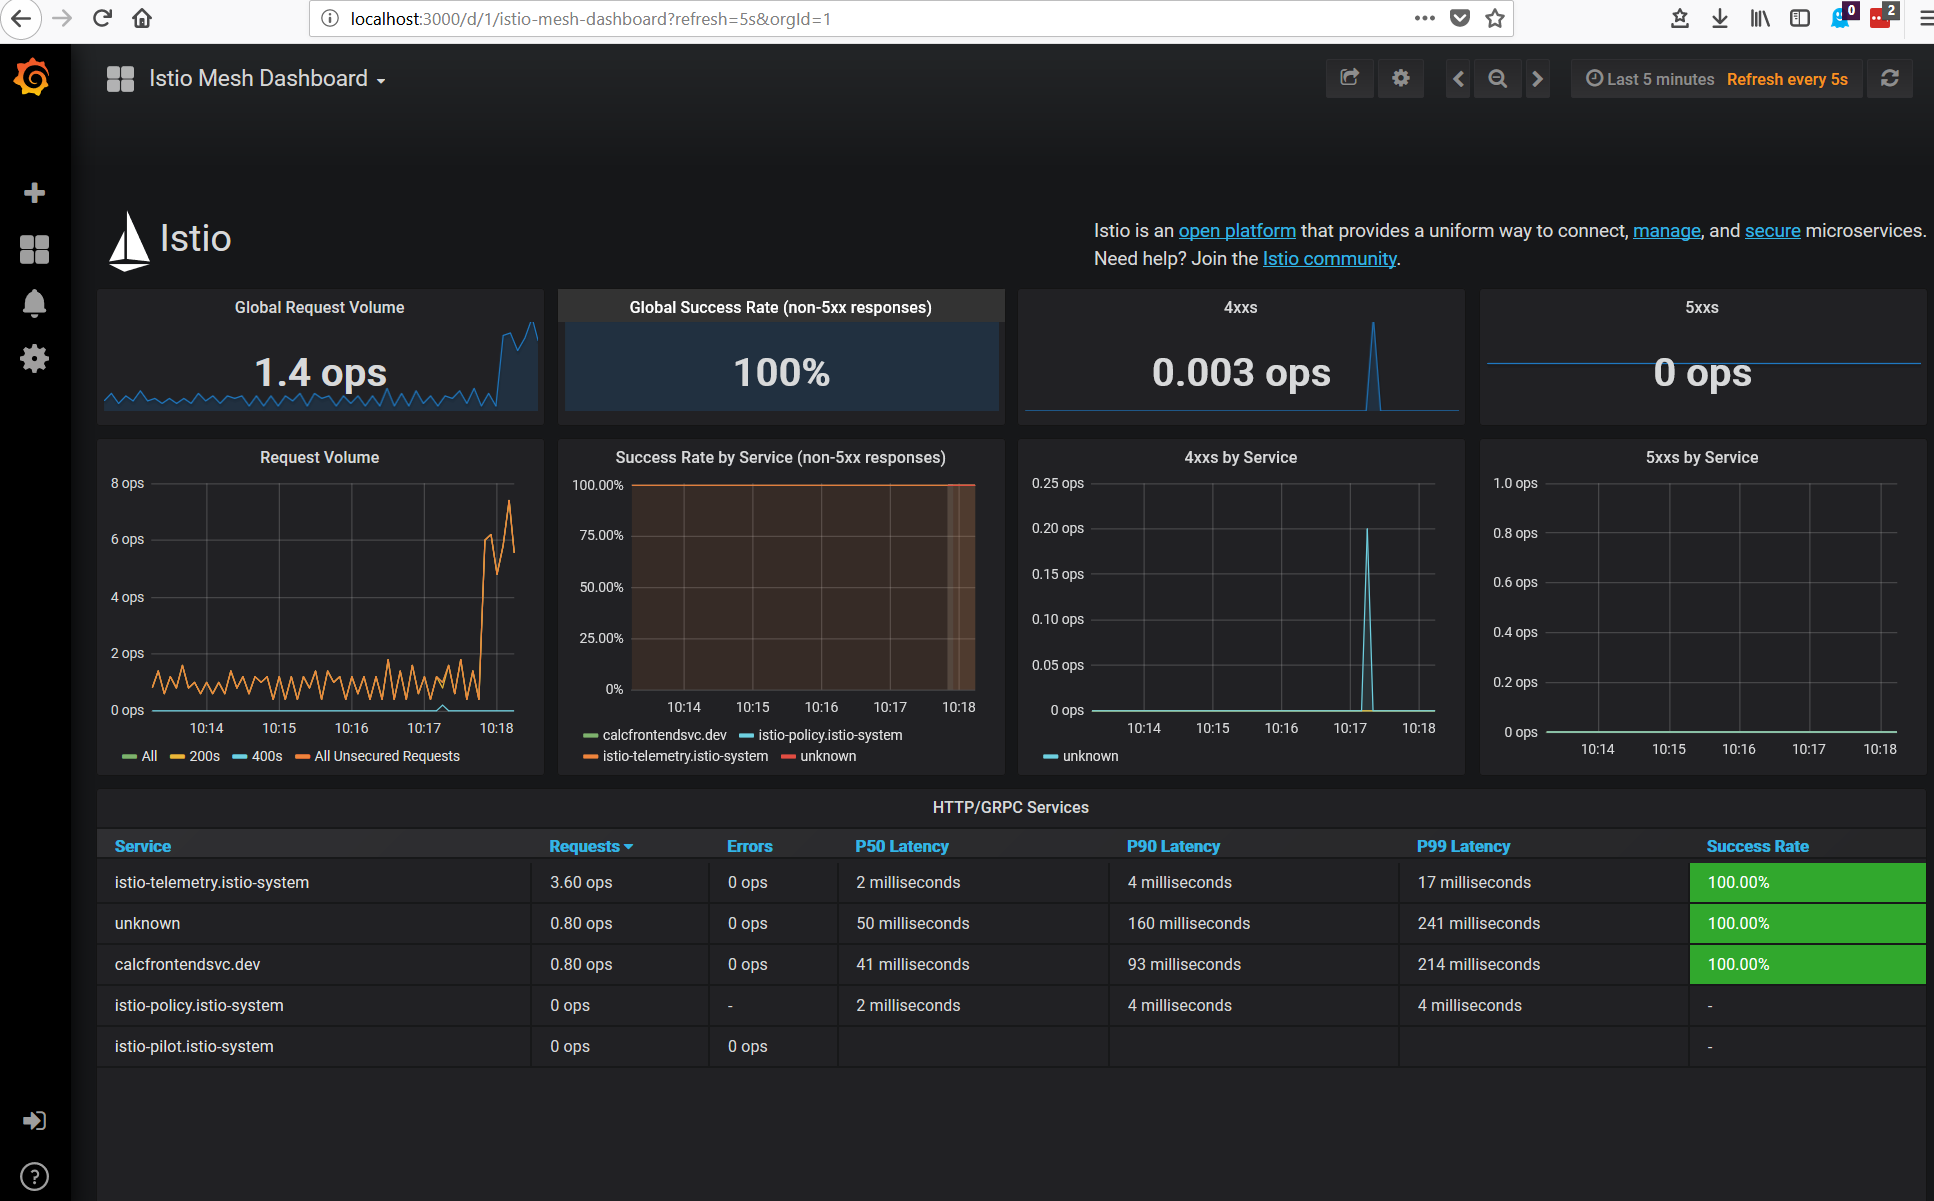 localhost:3000/d/1/istio-mesh-dashboard?refresh=5s&orgId=1
0
2
Istio Mesh Dashboard
Last 5 minutes Refresh every 5s
Istio
Istio is an open platform that provides a uniform way to connect, manage, and secure microservices.
Need help? Join the Istio community.
Global Request Volume
1.4 ops
Global Success Rate (non-5xx responses)
100%
4xxs
0.003 ops
5xxs
0 ops
Request Volume
8 ops
6 ops
4 ops
2 ops
0 ops
10:14 10:15 10:16 10:17 10:18
All 200s 400s All Unsecured Requests
Success Rate by Service (non-5xx responses)
100.00%
75.00%
50.00%
25.00%
0%
10:14 10:15 10:16 10:17 10:18
calcfrontendsvc.dev istio-policy.istio-system
istio-telemetry.istio-system unknown
4xxs by Service
0.25 ops
0.20 ops
0.15 ops
0.10 ops
0.05 ops
0 ops
10:14 10:15 10:16 10:17 10:18
unknown
5xxs by Service
1.0 ops
0.8 ops
0.6 ops
0.4 ops
0.2 ops
0 ops
10:14 10:15 10:16 10:17 10:18
HTTP/GRPC Services
Service Requests Errors P50 Latency P90 Latency P99 Latency Success Rate
istio-telemetry.istio-system 3.60 ops 0 ops 2 milliseconds 4 milliseconds 17 milliseconds 100.00%
unknown 0.80 ops 0 ops 50 milliseconds 160 milliseconds 241 milliseconds 100.00%
calcfrontendsvc.dev 0.80 ops 0 ops 41 milliseconds 93 milliseconds 214 milliseconds 100.00%
istio-policy.istio-system 0 ops - 2 milliseconds 4 milliseconds 4 milliseconds -
istio-pilot.istio-system 0 ops 0 ops -